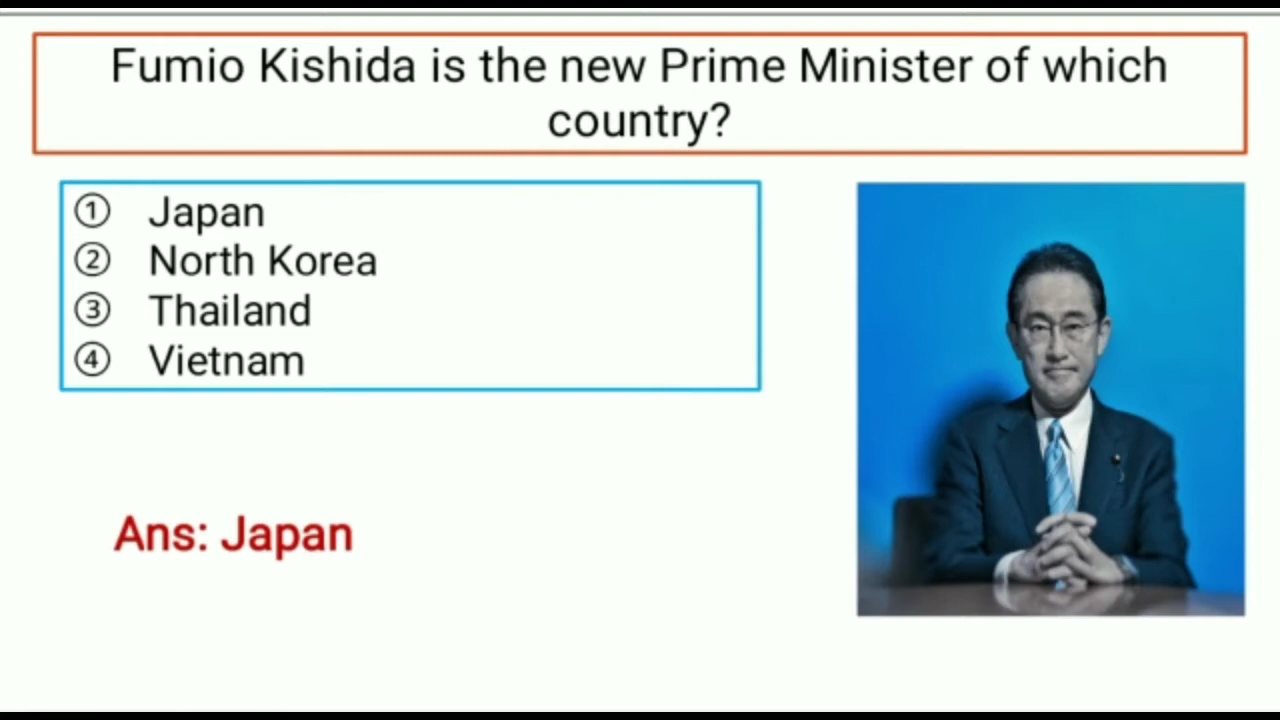 Fumio Kishida is the new Prime Minister of which
country?
① Japan
② North Korea
③ Thailand
④ Vietnam
Ans: Japan